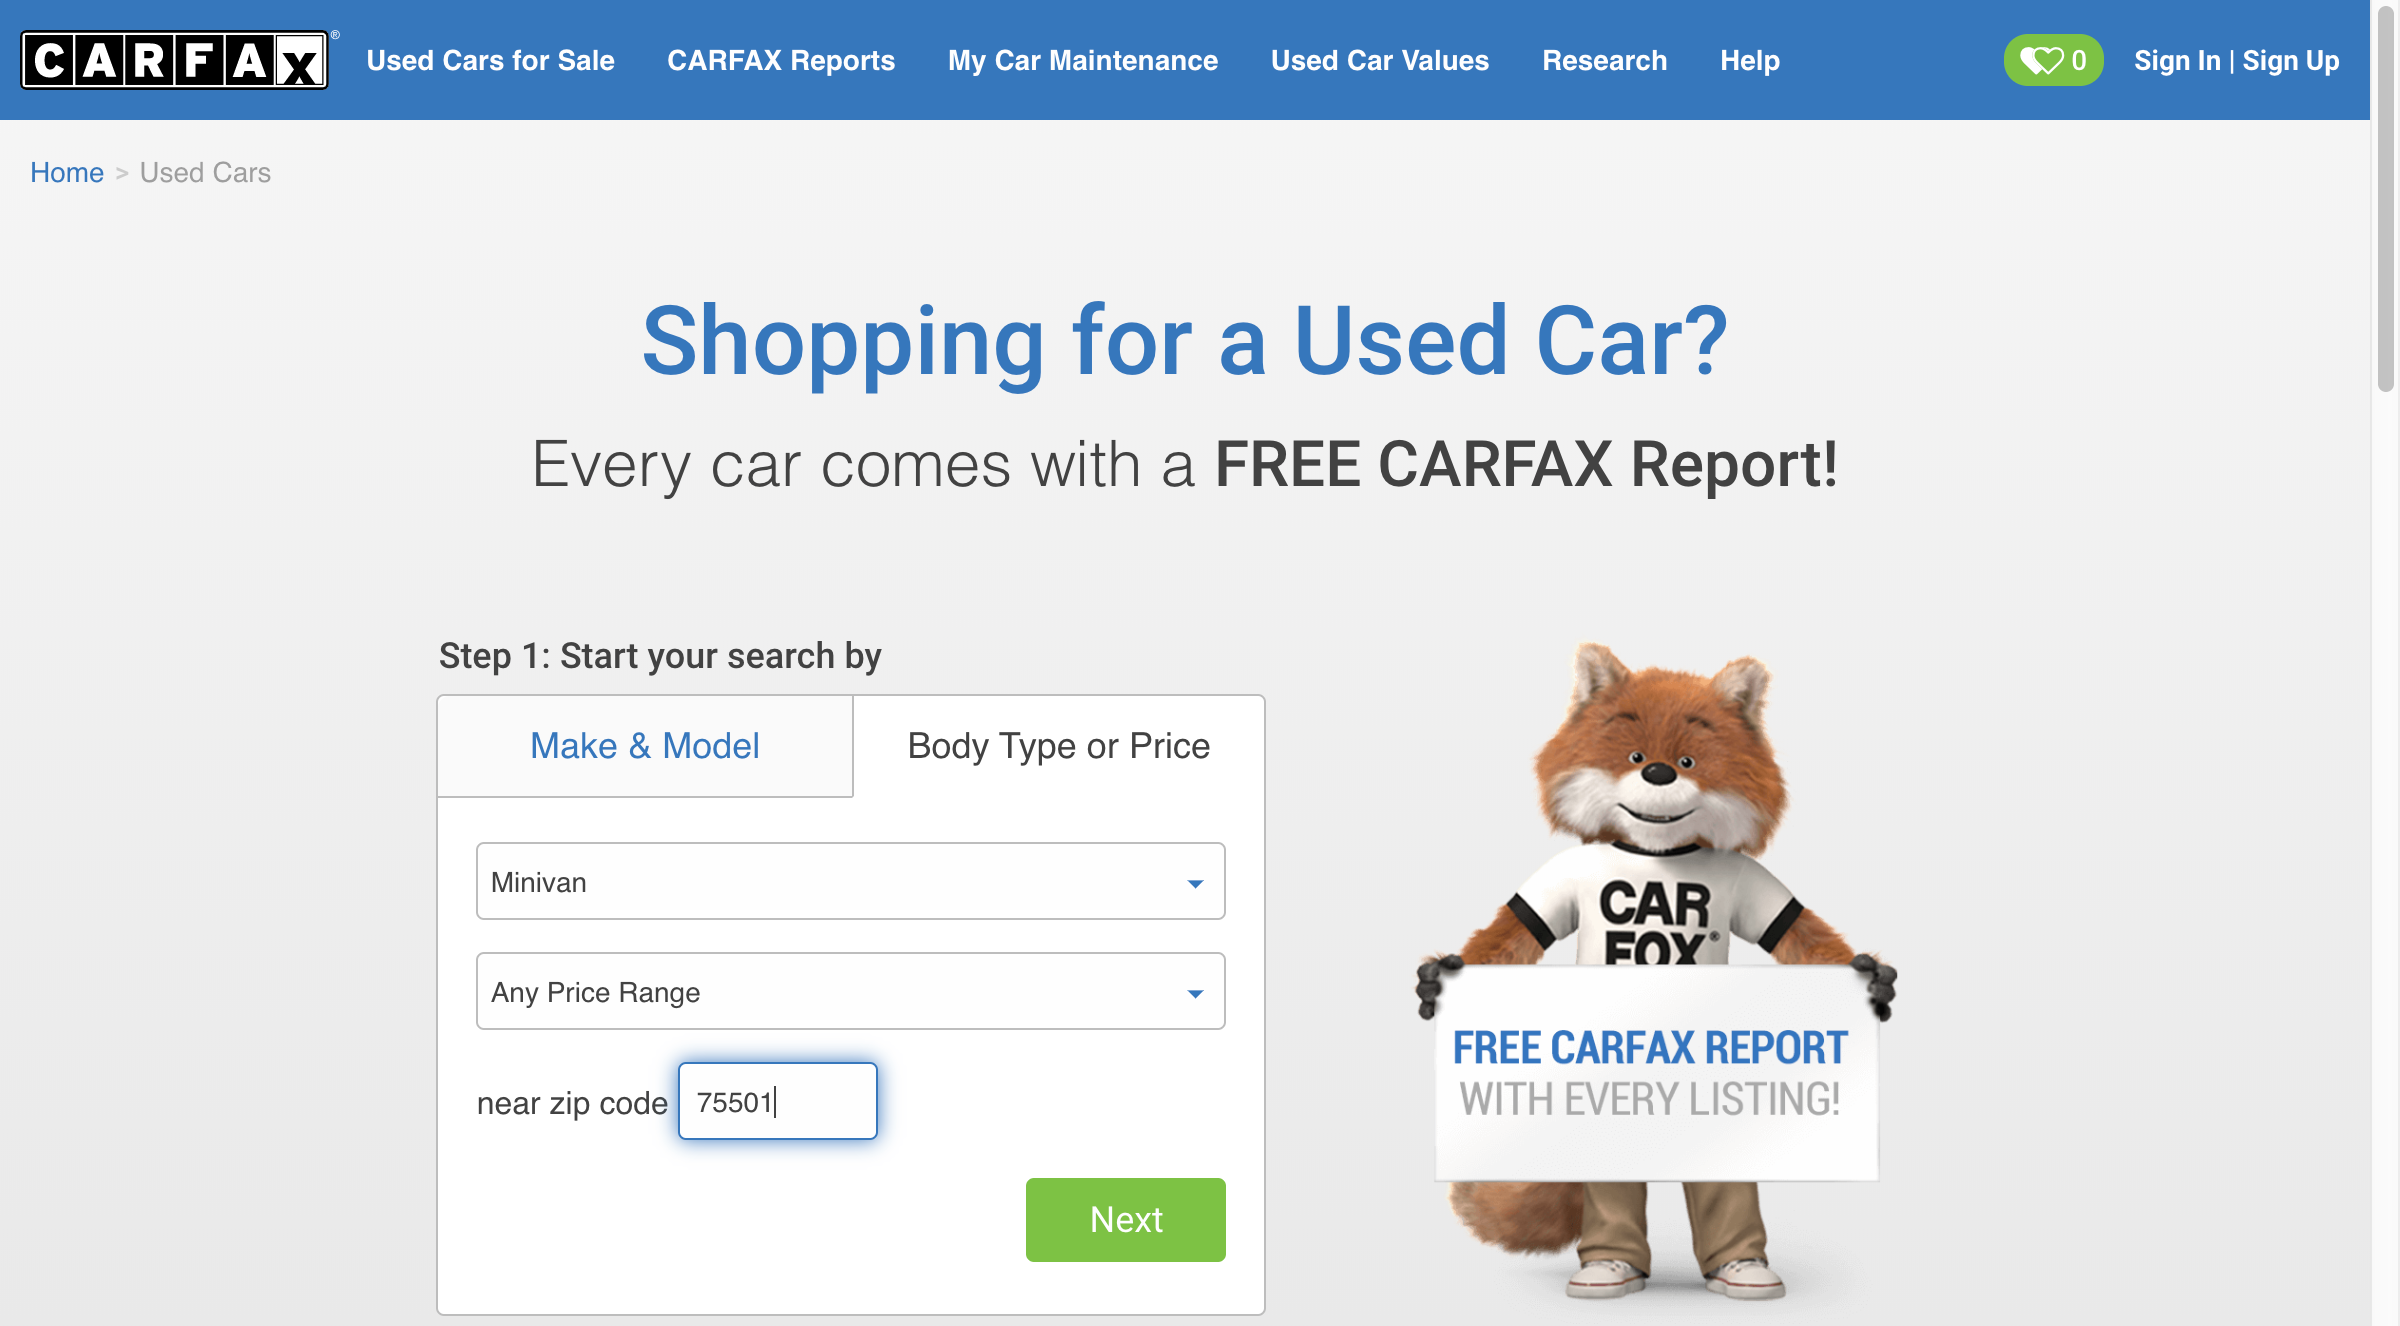 CARFAX®
Used Cars for Sale
CARFAX Reports
My Car Maintenance
Used Car Values
Research
Help
0
Sign In | Sign Up
Home > Used Cars
Shopping for a Used Car?
Every car comes with a FREE CARFAX Report!
Step 1: Start your search by
Make & Model
Body Type or Price
Minivan
Any Price Range
near zip code 75501
Next
CAR
FOX®
FREE CARFAX REPORT
WITH EVERY LISTING!